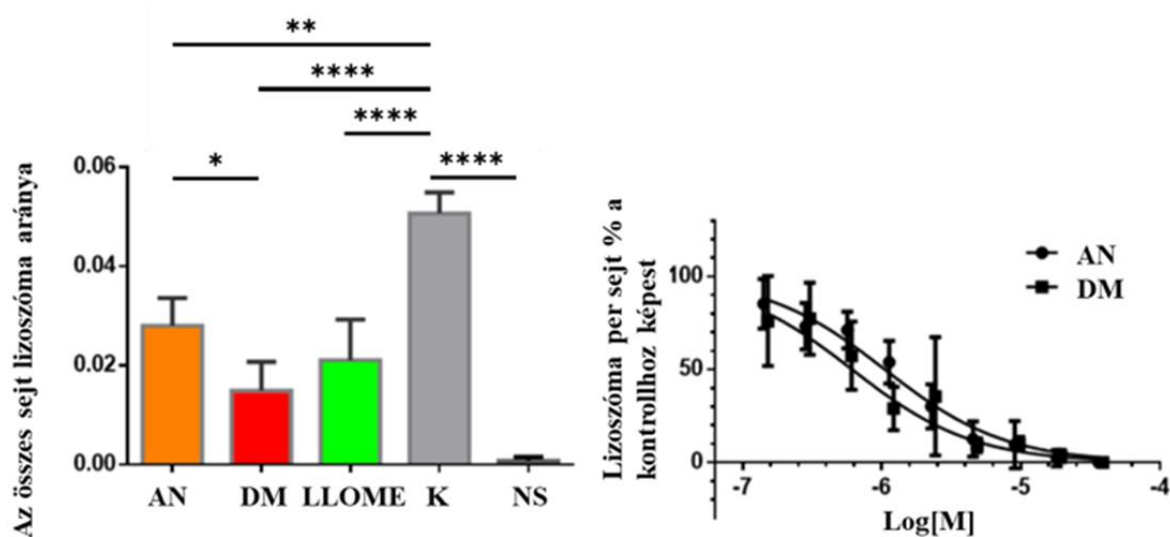 **
****
****
*
****
Az összes sejt lizoszóma aránya
0.06
0.04
0.02
0.00
AN DM LLOME K NS
Lizoszóma per sejt % a
kontrollhoz képest
100
50
0
AN
DM
-7 -6 -5 -4
Log[M]